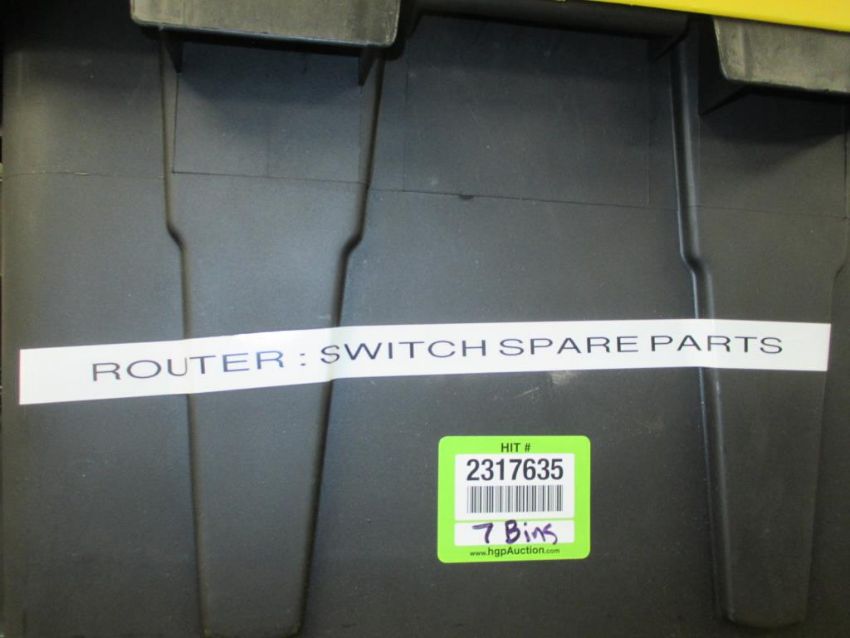 ROUTER : SWITCH SPARE PARTS
HIT #
2317635
7 Bins
www.hgpAuction.com